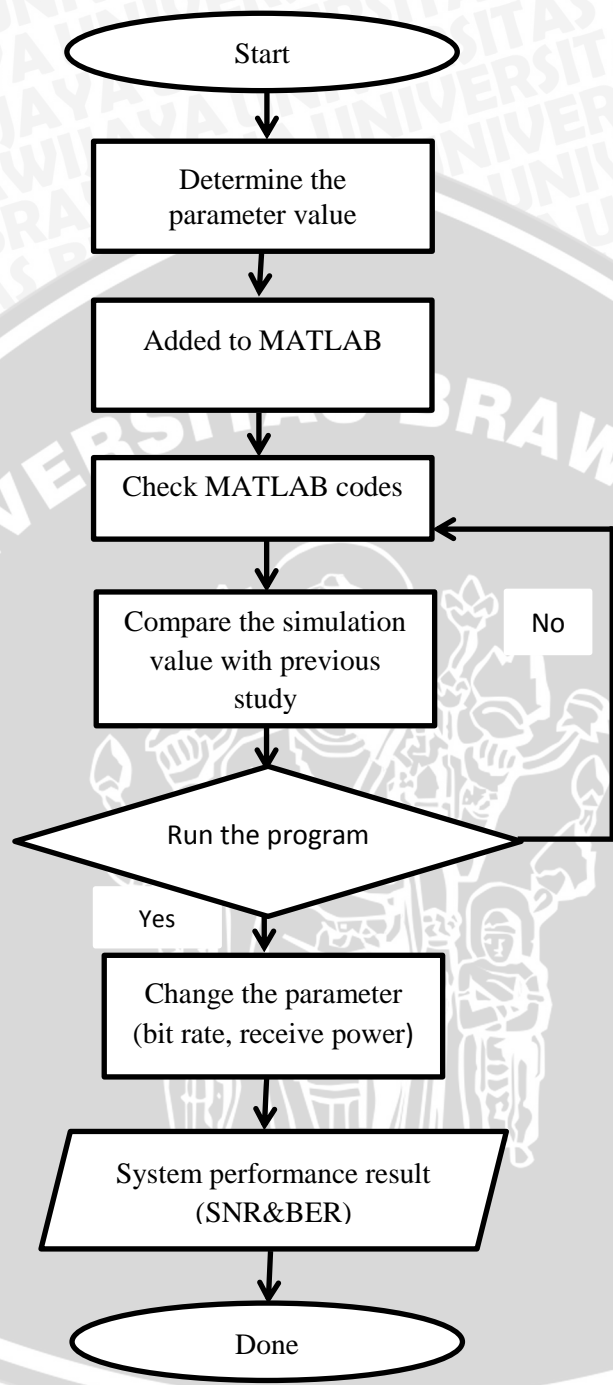 Start
Determine the
parameter value
Added to MATLAB
Check MATLAB codes
Compare the simulation
value with previous
study
No
Run the program
Yes
Change the parameter
(bit rate, receive power)
System performance result
(SNR&BER)
Done